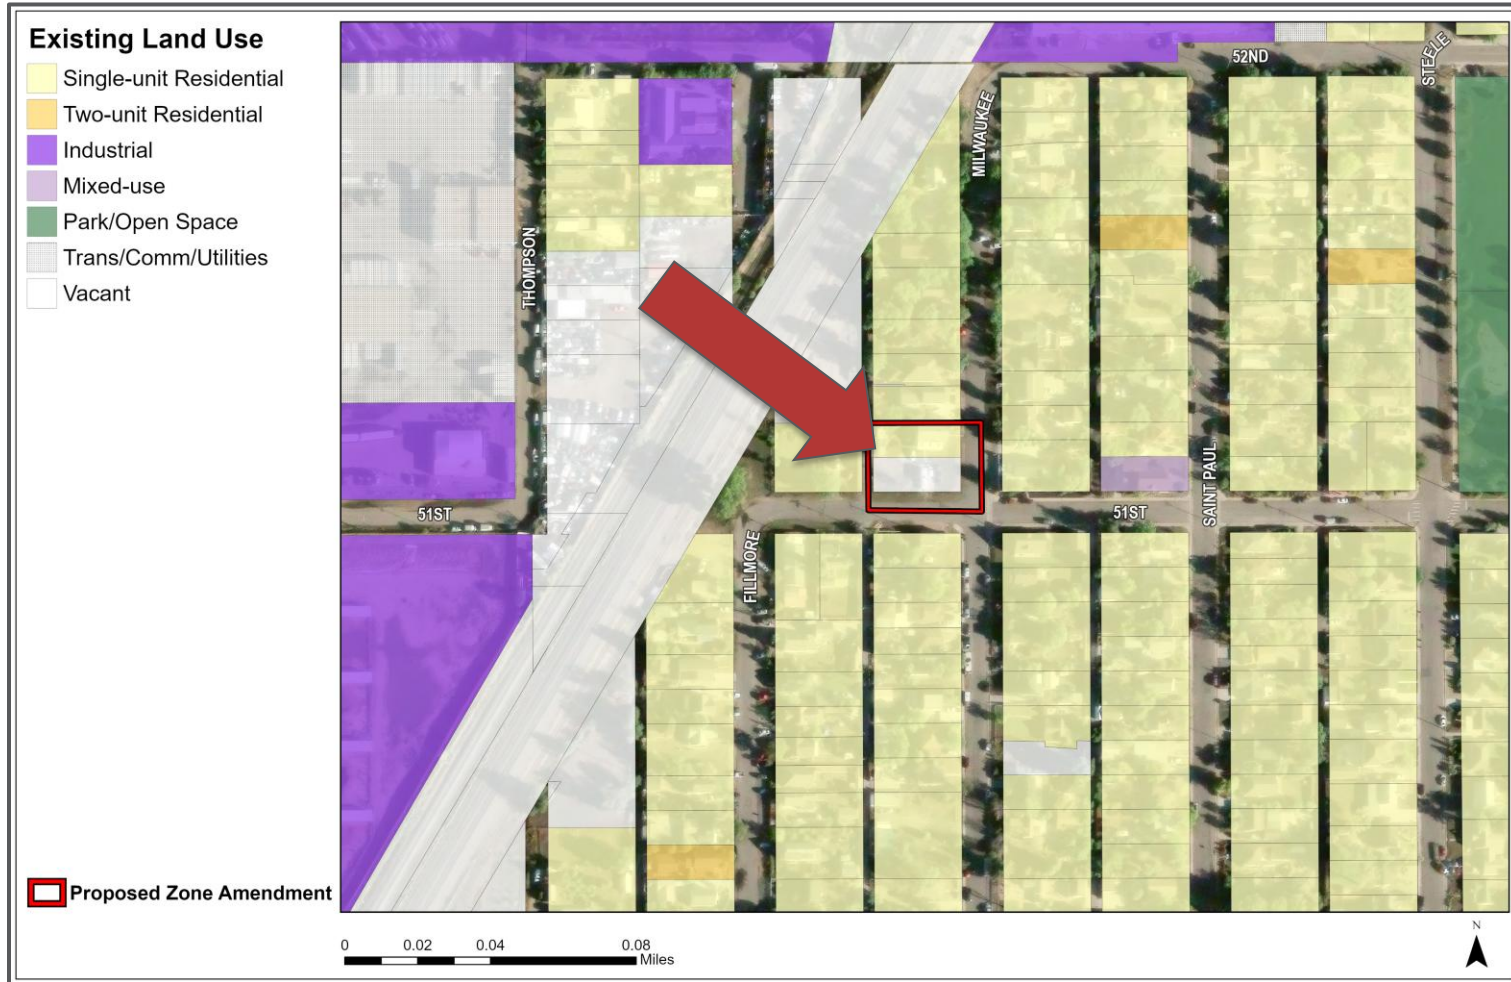 Existing Land Use
Single-unit Residential
Two-unit Residential
Industrial
Mixed-use
Park/Open Space
Trans/Comm/Utilities
Vacant
Proposed Zone Amendment
52ND
STEELE
MILWAUKEE
THOMPSON
SAINT PAUL
51ST
51ST
FILLMORE
0 0.02 0.04 0.08
Miles
N